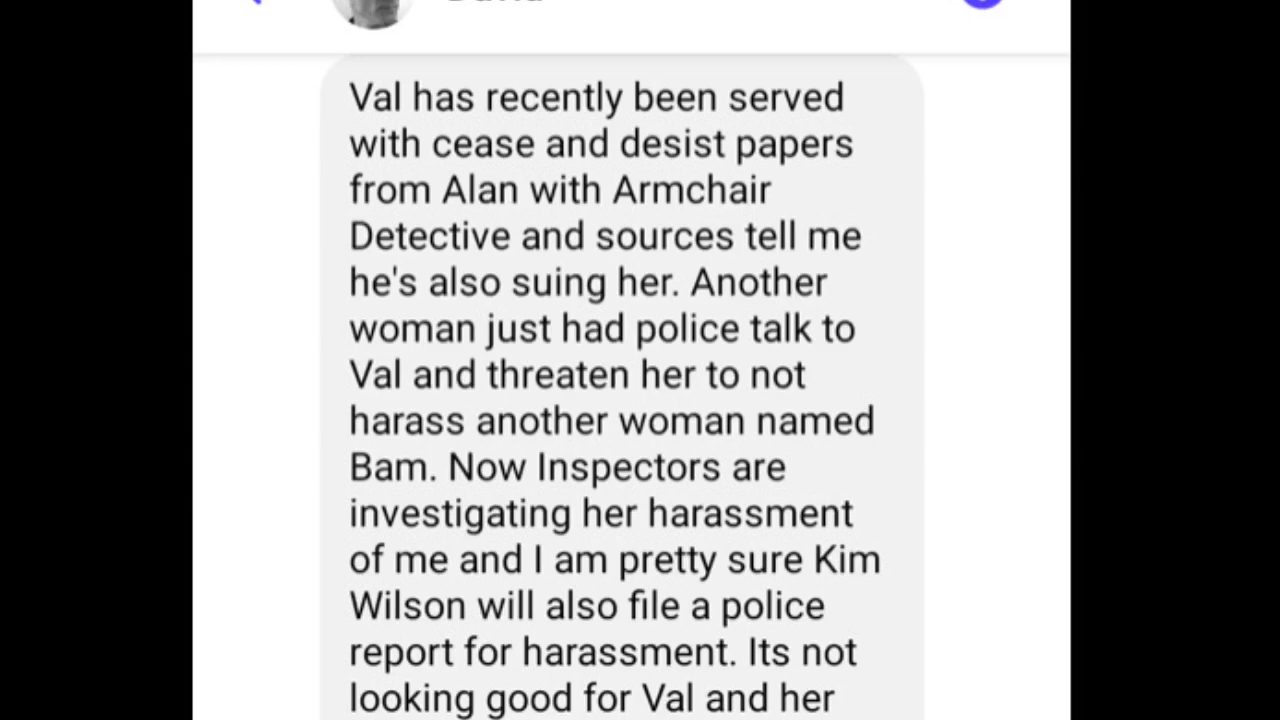 Val has recently been served
with cease and desist papers
from Alan with Armchair
Detective and sources tell me
he's also suing her. Another
woman just had police talk to
Val and threaten her to not
harass another woman named
Bam. Now Inspectors are
investigating her harassment
of me and I am pretty sure Kim
Wilson will also file a police
report for harassment. Its not
looking good for Val and her